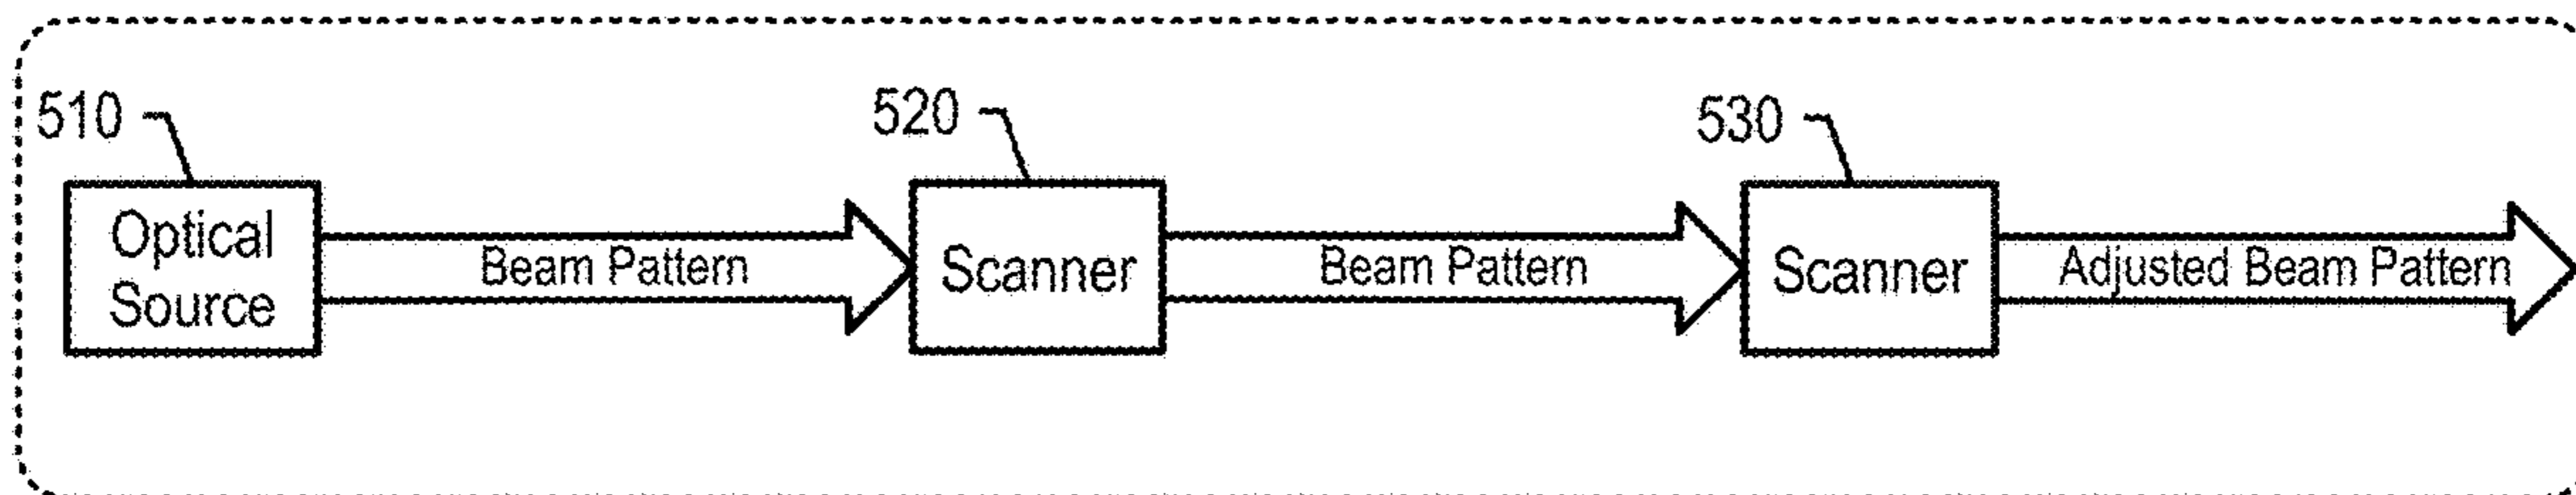 510
520
530
Optical
Source
Beam Pattern
Scanner
Beam Pattern
Scanner
Adjusted Beam Pattern